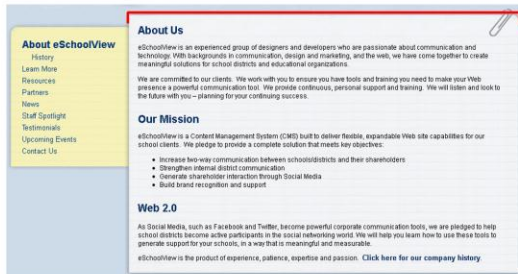 About eSchoolView
History
Learn More
Resources
Partners
News
Staff Spotlight
Testimonials
Upcoming Events
Contact Us
About Us
eSchoolView is an experienced group of designers and developers who are passionate about communication and
technology. With backgrounds in communication, design and marketing, and the web, we have come together to create
meaningful solutions for school districts and educational organizations.
We are committed to our clients. We work with you to ensure you have tools and training you need to make your Web
presence a powerful communication tool. We provide continuous, personal support and training. We will listen and look to
the future with you – planning for your continuing success.
Our Mission
eSchoolView is a Content Management System (CMS) built to deliver flexible, expandable Web site capabilities for our
school clients. We pledge to provide a complete solution that meets key objectives:
• Increase two-way communication between schools/districts and their shareholders
• Strengthen internal district communication
• Generate shareholder interaction through Social Media
• Build brand recognition and support
Web 2.0
As Social Media, such as Facebook and Twitter, become powerful corporate communication tools, we are pledged to help
school districts become active participants in the social networking world. We will help you learn how to use these tools to
generate support for your schools, in a way that is meaningful and measurable.
eSchoolView is the product of experience, patience, expertise and passion. Click here for our company history.